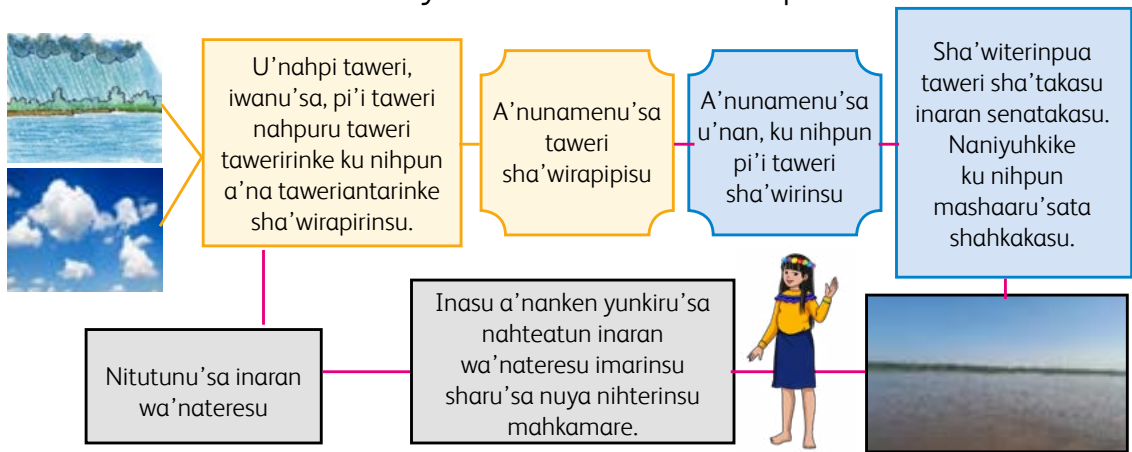 U’nahpi taweri,
iwanu’sa, pi’i taweri
nahpuru taweri
taweririnke ku nihpun
a’na taweriantarinke
sha’wirapirinsu.
A’nunamenu’sa
taweri
sha’wirapipisu
A’nunamenu’sa
u’nan, ku nihpun
pi’i taweri
sha’wirinsu
Sha’witerinpua
taweri sha’takasu
inaran senatakasu.
Naniyuhkike
ku nihpun
mashaaru’sata
shahkakasu.
Inasu a’nanken yunkiru’sa
nahteatun inaran
wa’nateresu imarinsu
sharu’sa nuya nihterinsu
mahkamare.
Nitutunu’sa inaran
wa’nateresu